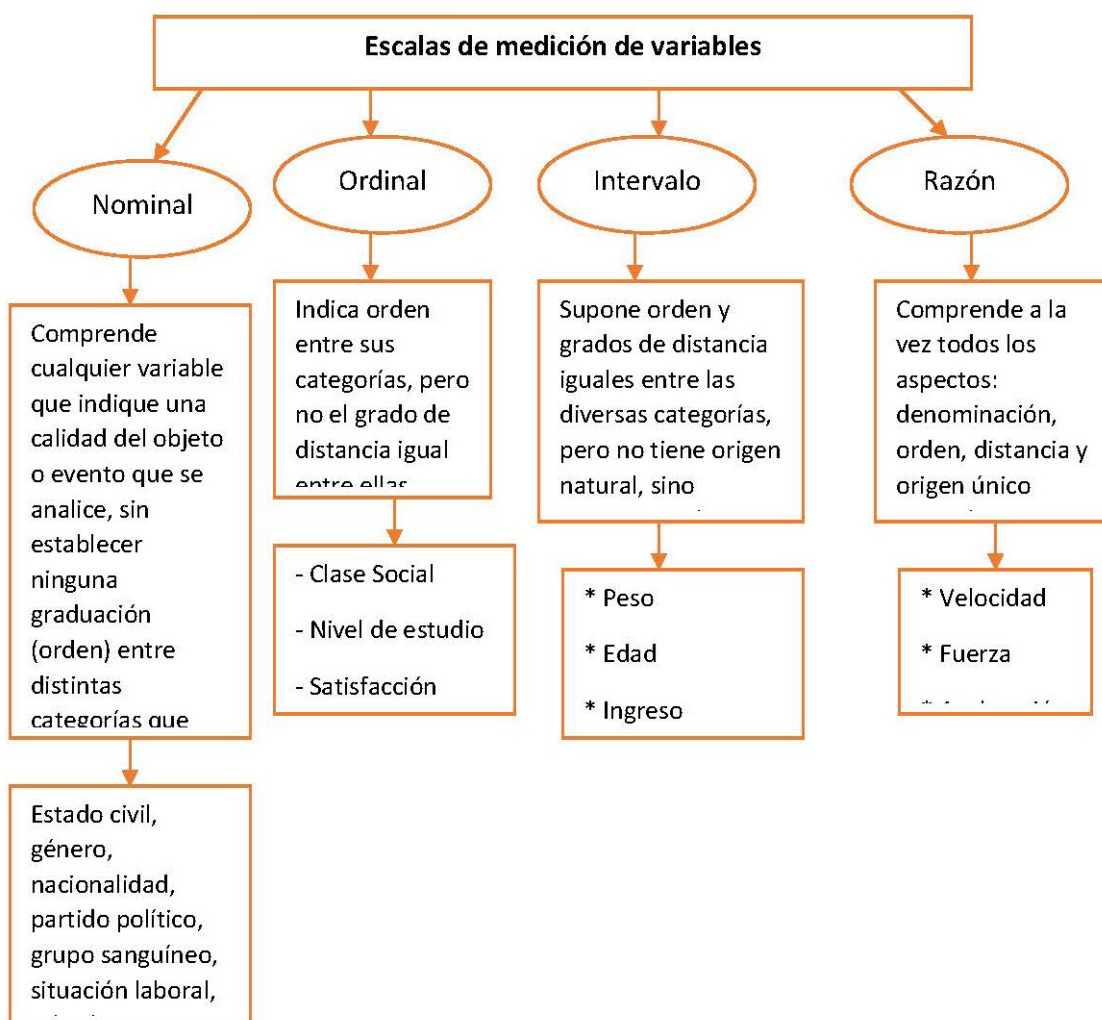 Escalas de medición de variables
Nominal
Ordinal
Intervalo
Razón
Comprende
cualquier variable
que indique una
calidad del objeto
o evento que se
analice, sin
establecer
ninguna
graduación
(orden) entre
distintas
categorías que
Indica orden
entre sus
categorías, pero
no el grado de
distancia igual
entre ellas
Supone orden y
grados de distancia
iguales entre las
diversas categorías,
pero no tiene origen
natural, sino
Comprende a la
vez todos los
aspectos:
denominación,
orden, distancia y
origen único
- Clase Social
- Nivel de estudio
- Satisfacción
* Peso
* Edad
* Ingreso
* Velocidad
* Fuerza
Estado civil,
género,
nacionalidad,
partido político,
grupo sanguíneo,
situación laboral,